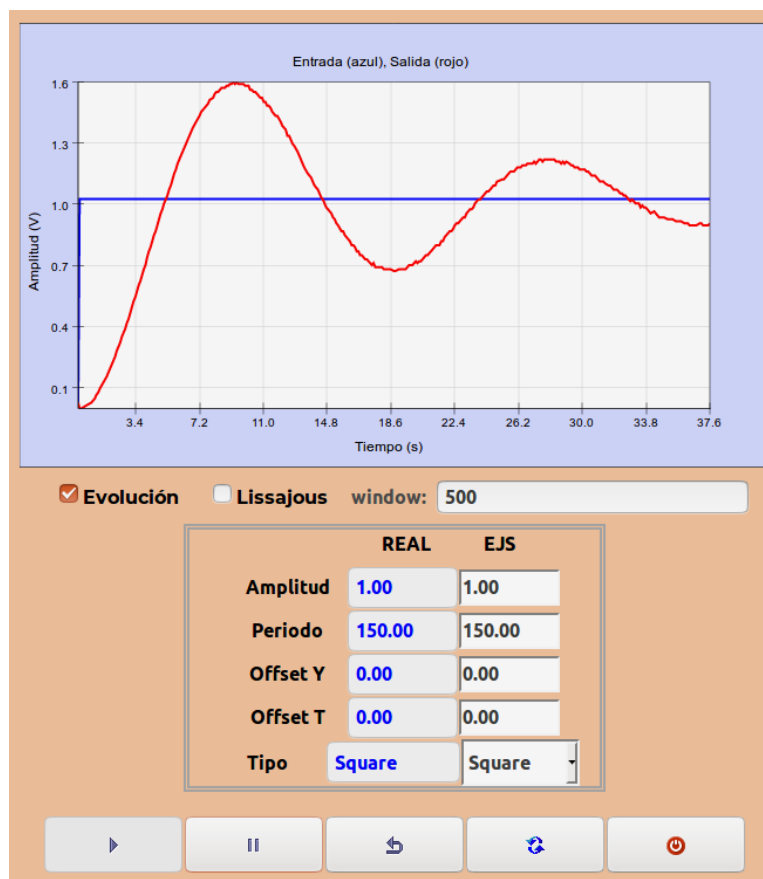 Entrada (azul), Salida (rojo)
1.6
1.3
1.0
0.7
0.4
0.1
Amplitud (V)
3.4 7.2 11.0 14.8 18.6 22.4 26.2 30.0 33.8 37.6
Tiempo (s)
Evolución Lissajous window: 500
REAL EJS
Amplitud 1.00 1.00
Periodo 150.00 150.00
Offset Y 0.00 0.00
Offset T 0.00 0.00
Tipo Square Square